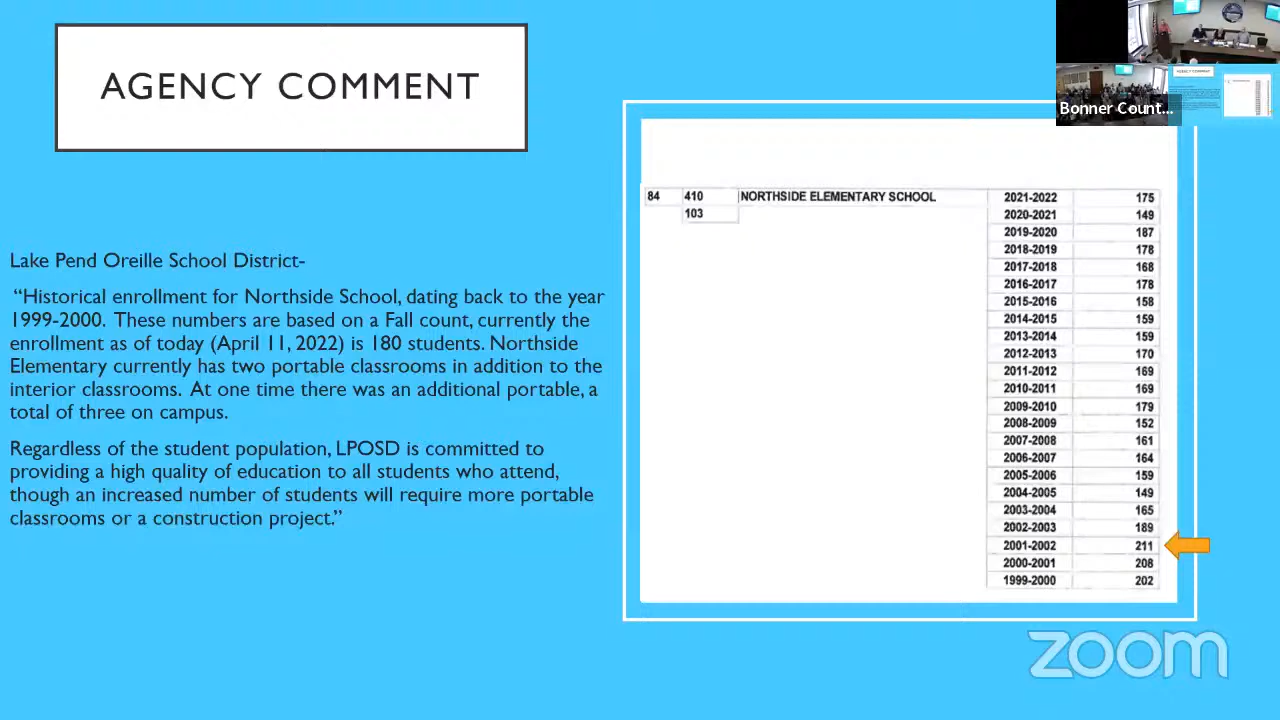 AGENCY COMMENT
Bonner Count...
Lake Pend Oreille School District-
“Historical enrollment for Northside School, dating back to the year
1999-2000. These numbers are based on a Fall count, currently the
enrollment as of today (April 11, 2022) is 180 students. Northside
Elementary currently has two portable classrooms in addition to the
interior classrooms. At one time there was an additional portable, a
total of three on campus.
Regardless of the student population, LPOSD is committed to
providing a high quality of education to all students who attend,
though an increased number of students will require more portable
classrooms or a construction project.”
84 410 NORTHSIDE ELEMENTARY SCHOOL 2021-2022 175
103 2020-2021 149
2019-2020 187
2018-2019 178
2017-2018 168
2016-2017 178
2015-2016 158
2014-2015 159
2013-2014 159
2012-2013 170
2011-2012 169
2010-2011 169
2009-2010 179
2008-2009 152
2007-2008 161
2006-2007 164
2005-2006 159
2004-2005 149
2003-2004 165
2002-2003 189
2001-2002 211
2000-2001 208
1999-2000 202
zoom